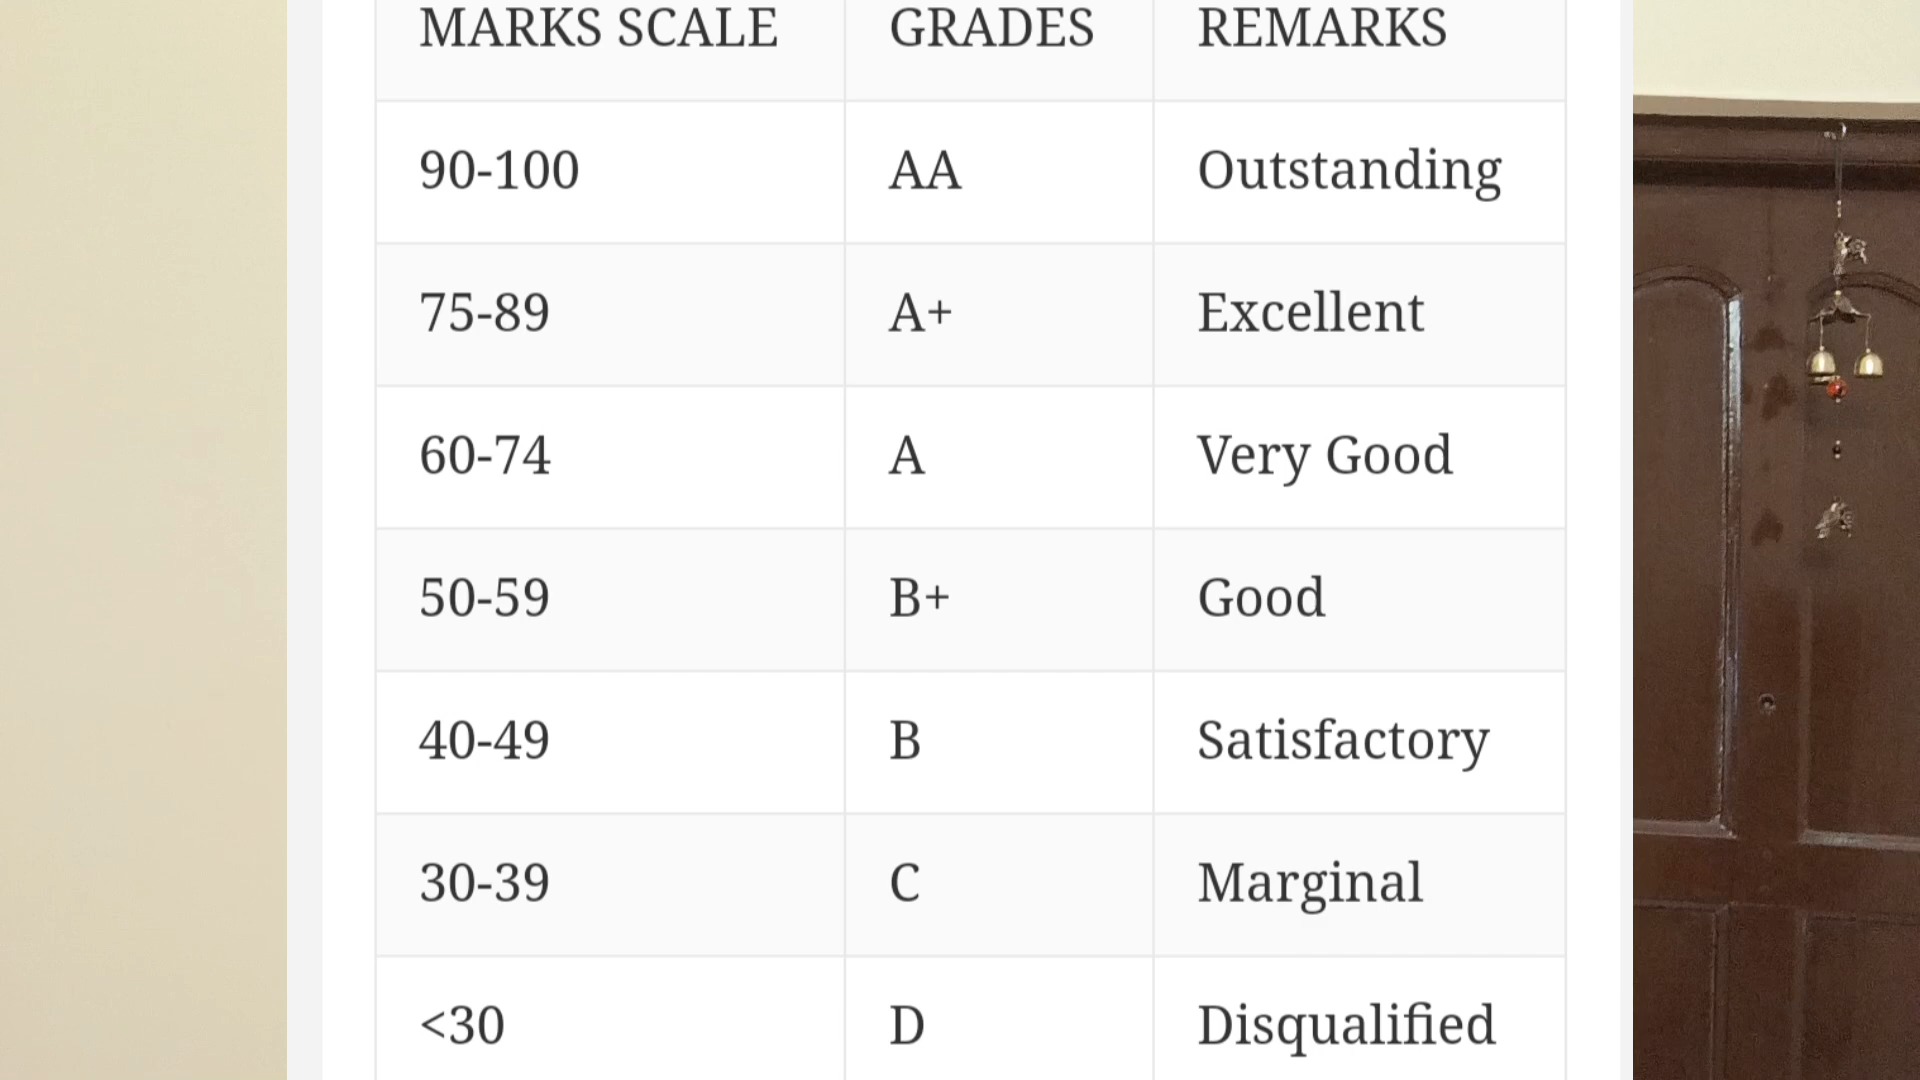 MARKS SCALE GRADES REMARKS
90-100 AA Outstanding
75-89 A+ Excellent
60-74 A Very Good
50-59 B+ Good
40-49 B Satisfactory
30-39 C Marginal
<30 D Disqualified